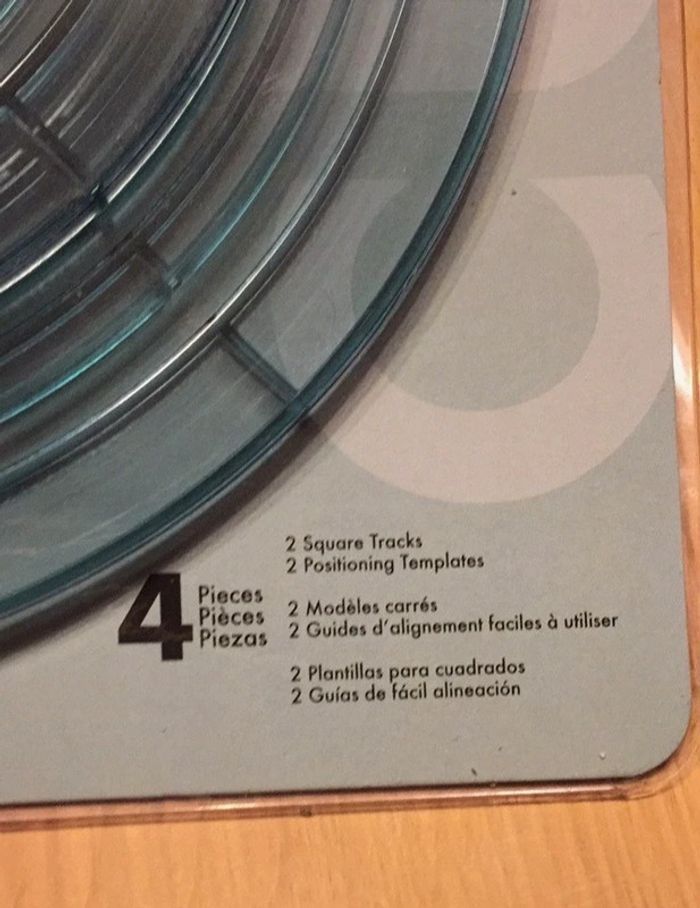 4
Pieces
Pièces
Piezas
2 Square Tracks
2 Positioning Templates
2 Modèles carrés
2 Guides d'alignement faciles à utiliser
2 Plantillas para cuadrados
2 Guías de fácil alineación